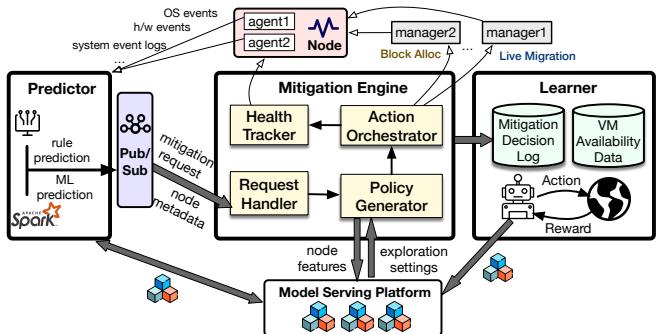 OS events
h/w events
system event logs
...
agent1
agent2
Node
manager2
manager1
Block Alloc
...
Live Migration
Predictor
rule
prediction
ML
prediction
APACHE
Spark
Pub/
Sub
mitigation
request
node
metadata
Mitigation Engine
Health
Tracker
Action
Orchestrator
Request
Handler
Policy
Generator
Learner
Mitigation
Decision
Log
VM
Availability
Data
Action
Reward
node
features
exploration
settings
Model Serving Platform